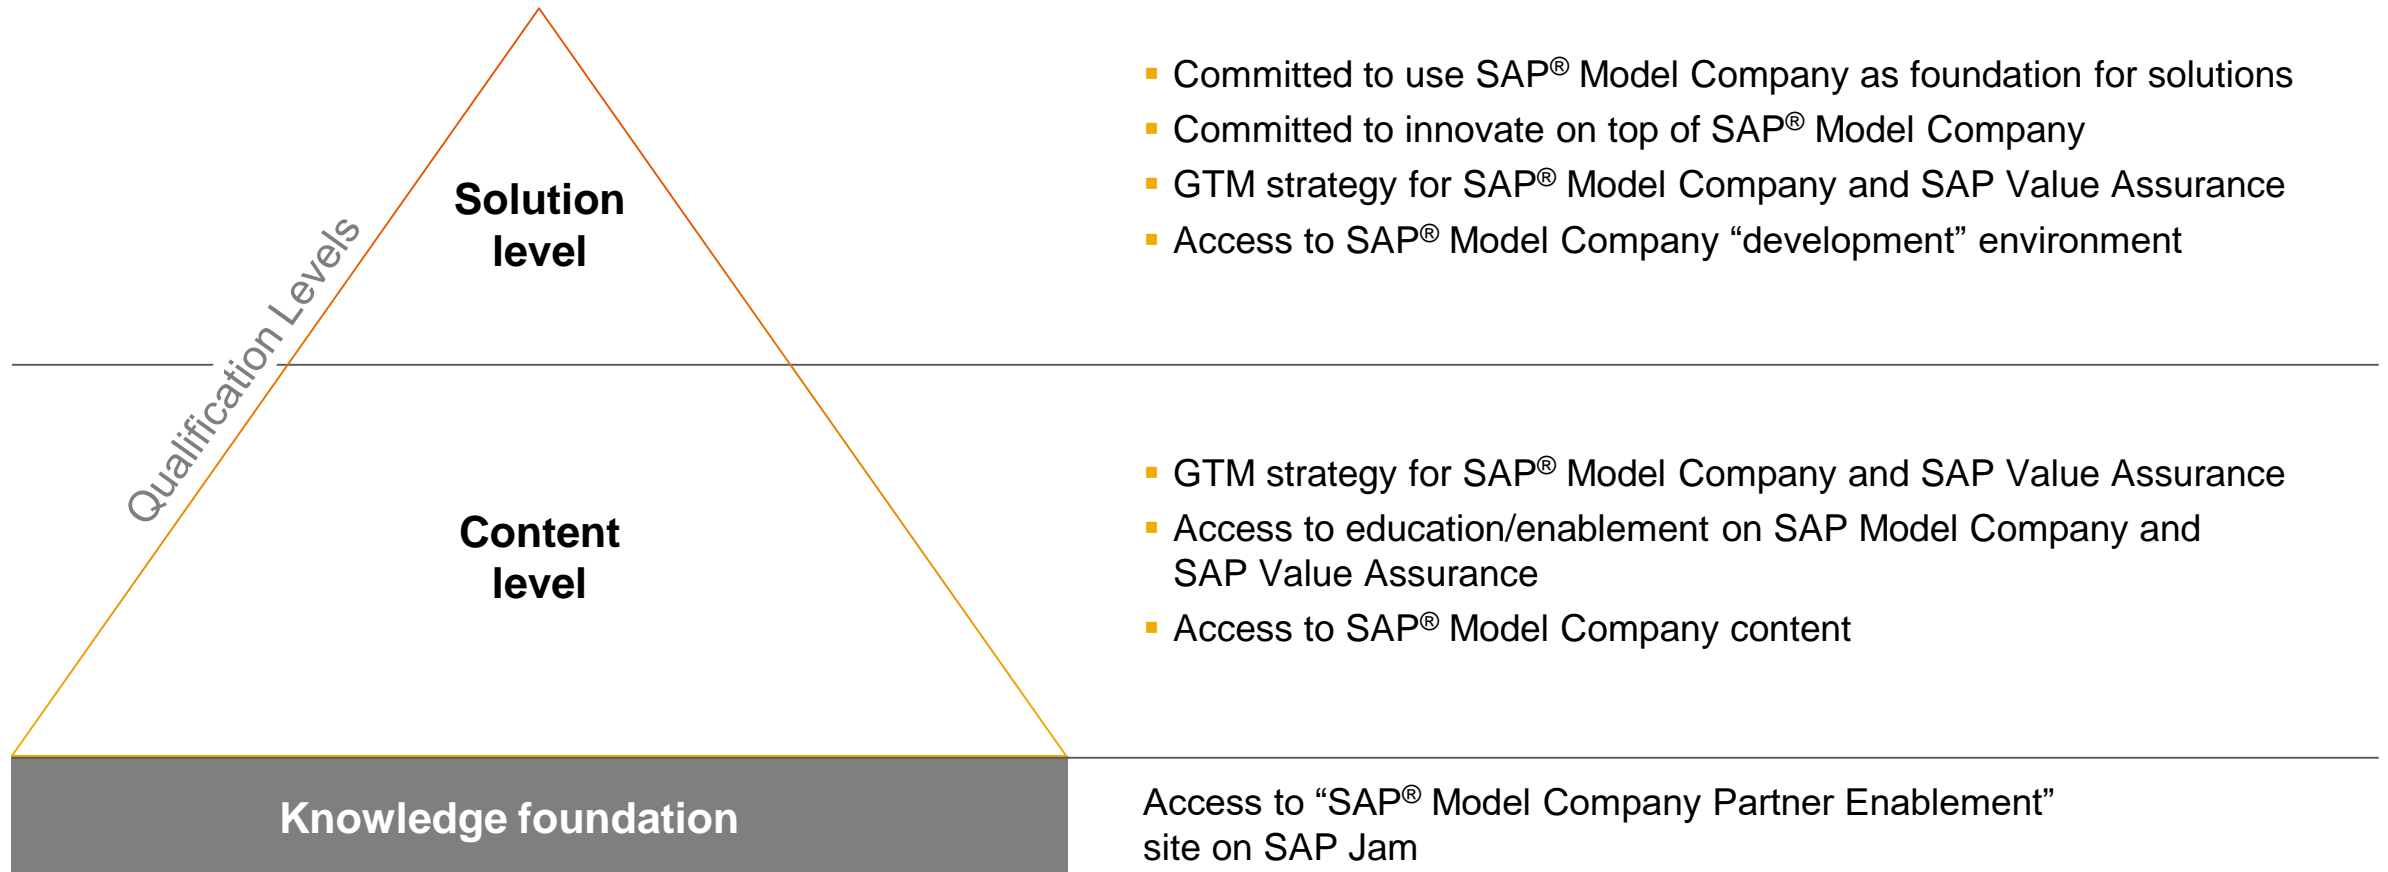 Solution
level
▪ Committed to use SAP® Model Company as foundation for solutions
▪ Committed to innovate on top of SAP® Model Company
▪ GTM strategy for SAP® Model Company and SAP Value Assurance
▪ Access to SAP® Model Company “development” environment
Qualification Levels
Content
level
▪ GTM strategy for SAP® Model Company and SAP Value Assurance
▪ Access to education/enablement on SAP Model Company and
SAP Value Assurance
▪ Access to SAP® Model Company content
Knowledge foundation
Access to “SAP® Model Company Partner Enablement”
site on SAP Jam